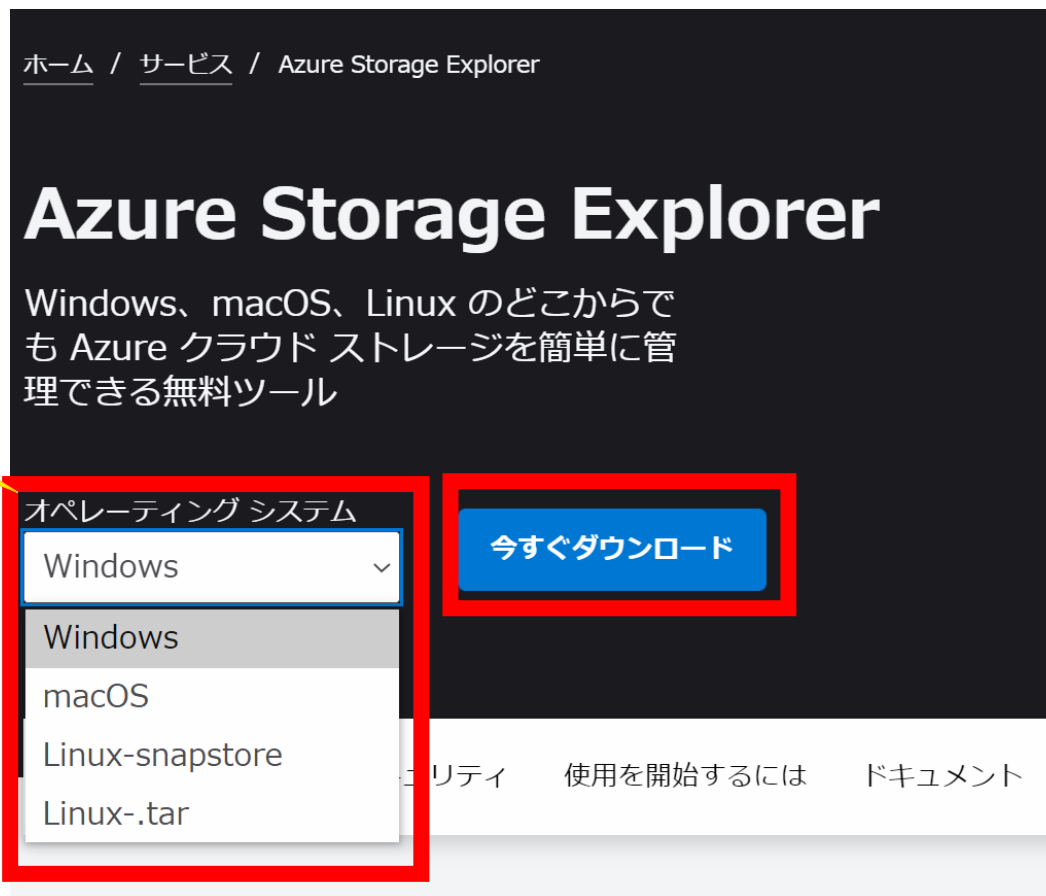 ホーム / サービス / Azure Storage Explorer
Azure Storage Explorer
Windows、macOS、Linux のどこからで
も Azure クラウド ストレージを簡単に管
理できる無料ツール
オペレーティング システム
Windows
今すぐダウンロード
Windows
macOS
Linux-snapstore
Linux-.tar
ュリティ 使用を開始するには ドキュメント